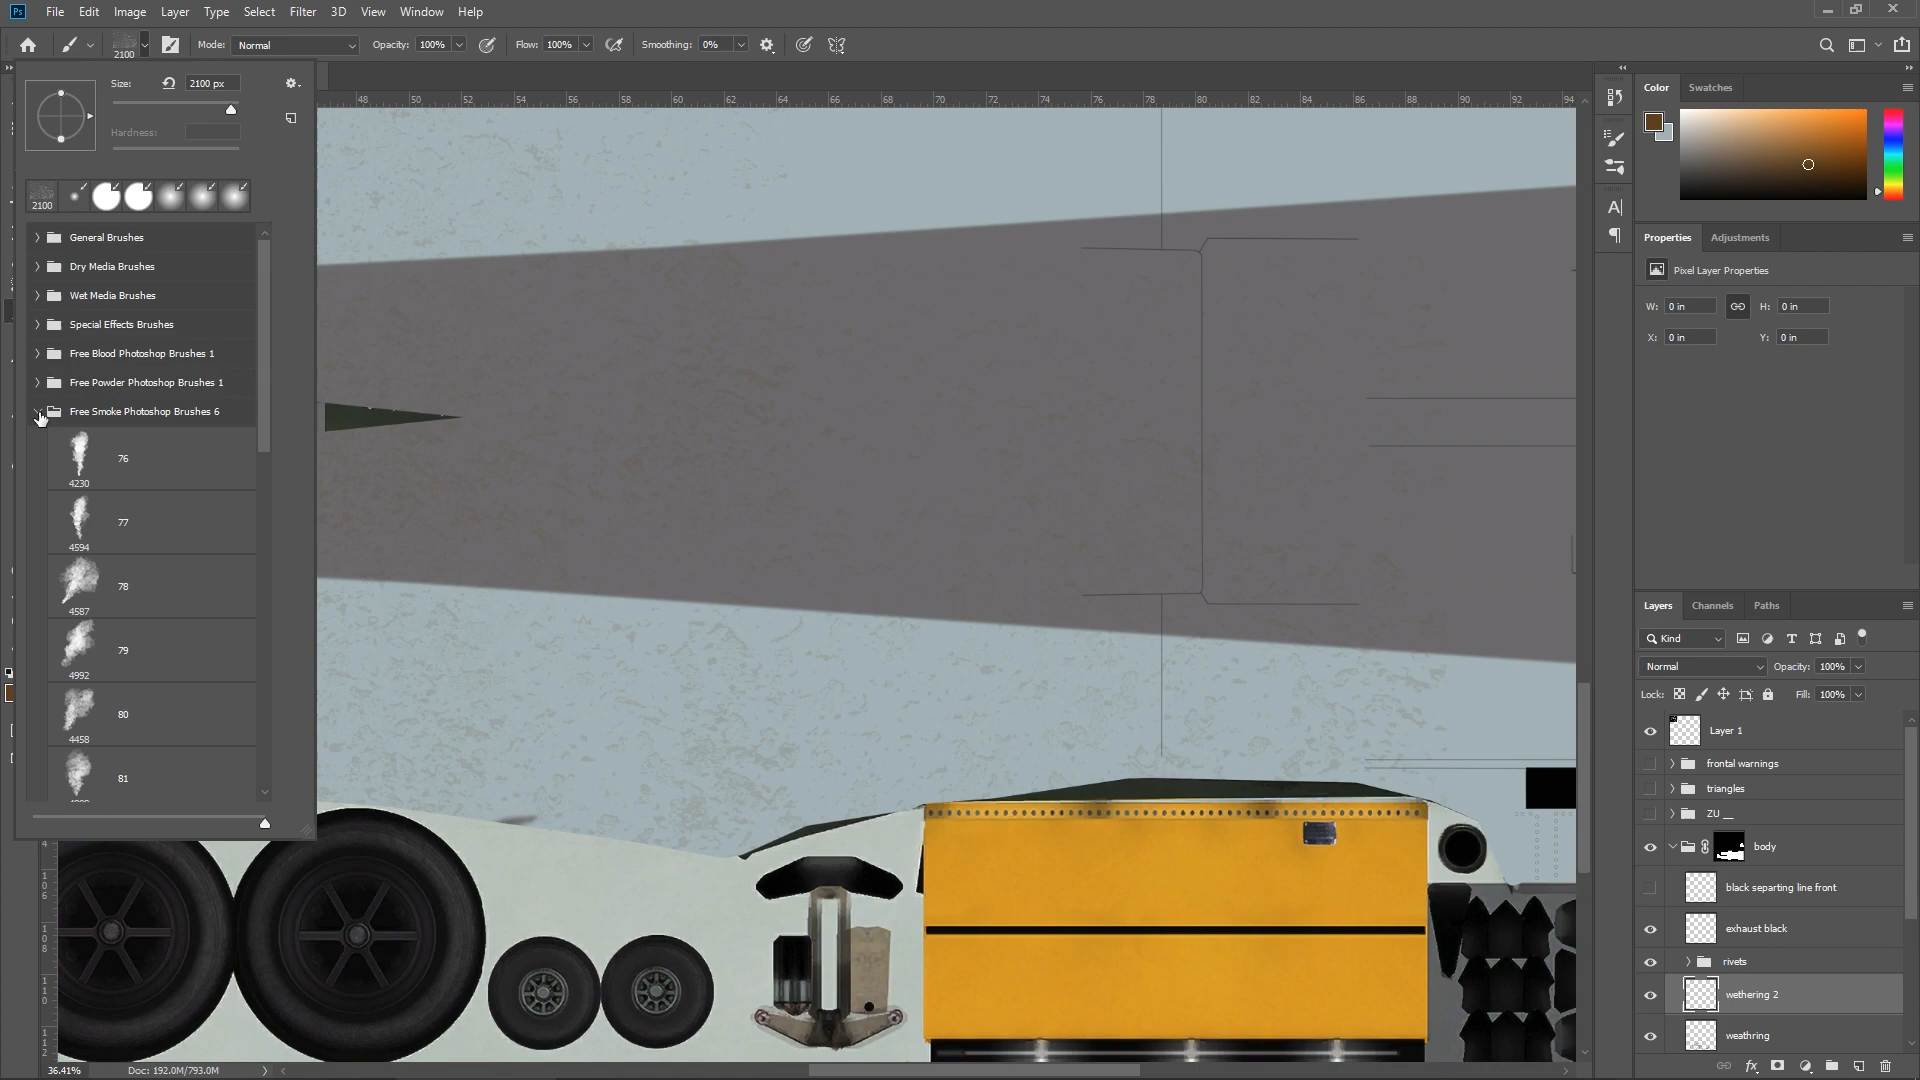 Ps File Edit Image Layer Type Select Filter 3D View Window Help
2100 Mode: Normal Opacity: 100% Flow: 100% Smoothing: 0%
Size: 2100 px
Hardness:
2100
General Brushes
Dry Media Brushes
Wet Media Brushes
Special Effects Brushes
Free Blood Photoshop Brushes 1
Free Powder Photoshop Brushes 1
Free Smoke Photoshop Brushes 6
76
4230
77
4594
78
4587
79
4992
80
4458
81
48 50 52 54 56 58 60 62 64 66 68 70 72 74 76 78 80 82 84 86 88 90 92 94
36.41% Doc: 192.0M/793.0M
Color Swatches
Properties Adjustments
Pixel Layer Properties
W: 0 in H: 0 in
X: 0 in Y: 0 in
Layers Channels Paths
Kind
Normal Opacity: 100%
Lock: Fill: 100%
Layer 1
frontal warnings
triangles
ZU __
body
black separting line front
exhaust black
rivets
wethering 2
weathring